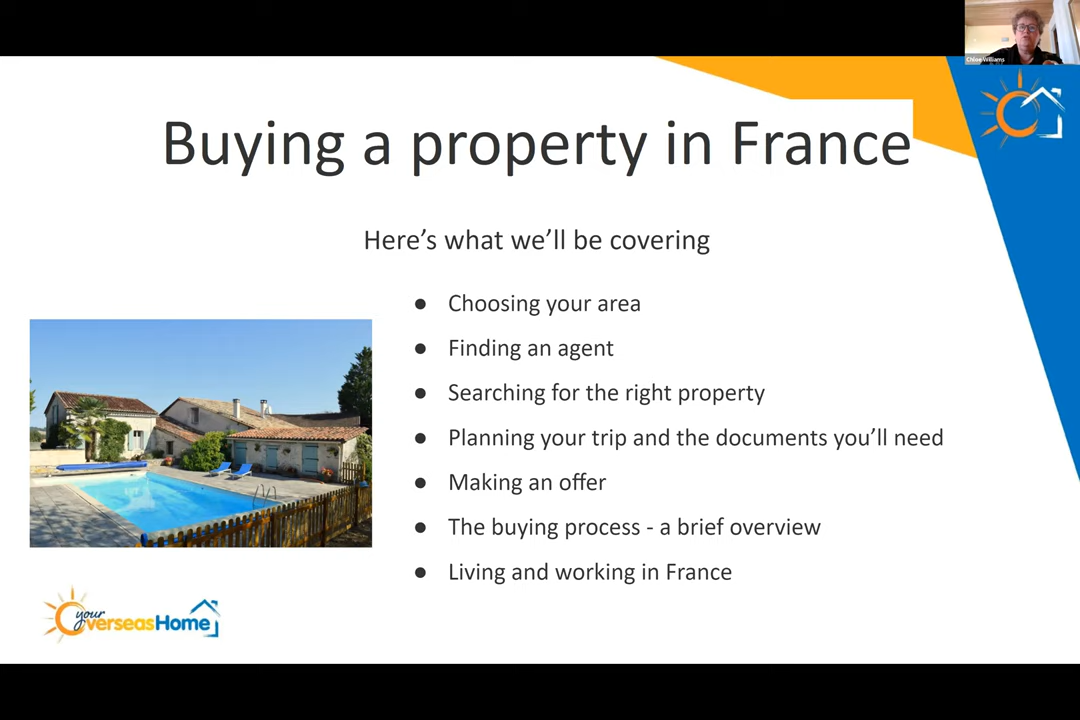 Chloe Williams
Buying a property in France
Here’s what we’ll be covering
● Choosing your area
● Finding an agent
● Searching for the right property
● Planning your trip and the documents you’ll need
● Making an offer
● The buying process - a brief overview
● Living and working in France
your
OverseasHome